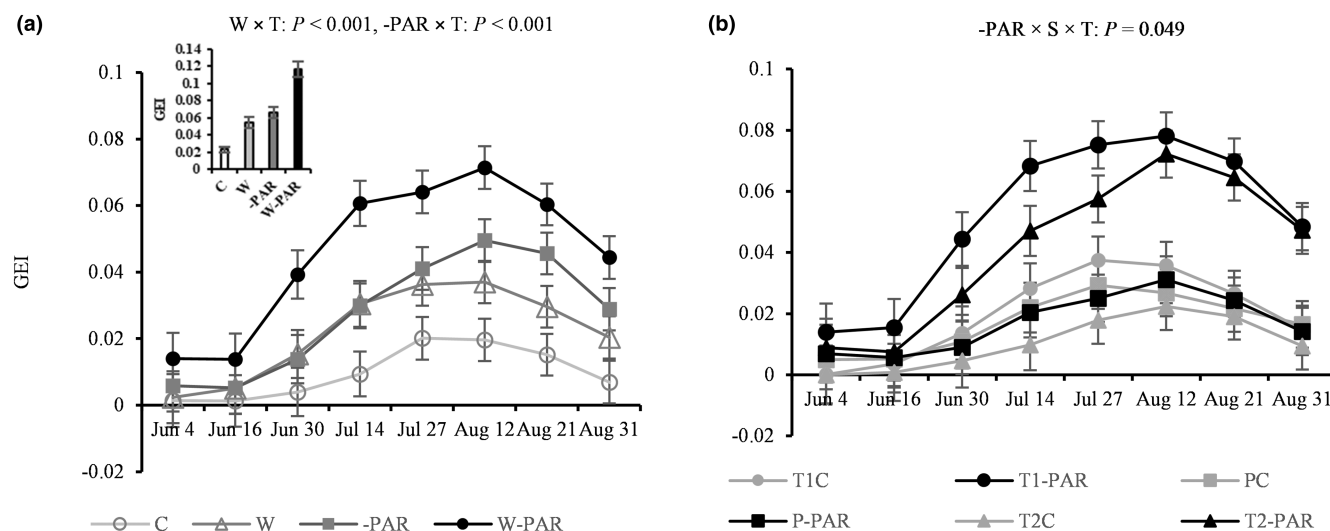 (a)
W × T: P < 0.001, -PAR × T: P < 0.001
0.14
0.12
0.1
0.08
0.06
0.04
0.02
0
GEI
C
W
-PAR
W-PAR
0.1
0.08
0.06
0.04
0.02
0
-0.02
GEI
Jun 4 Jun 16 Jun 30 Jul 14 Jul 27 Aug 12 Aug 21 Aug 31
C W -PAR W-PAR
(b)
-PAR × S × T: P = 0.049
0.1
0.08
0.06
0.04
0.02
0
-0.02
Jun 4 Jun 16 Jun 30 Jul 14 Jul 27 Aug 12 Aug 21 Aug 31
T1C T1-PAR PC
P-PAR T2C T2-PAR